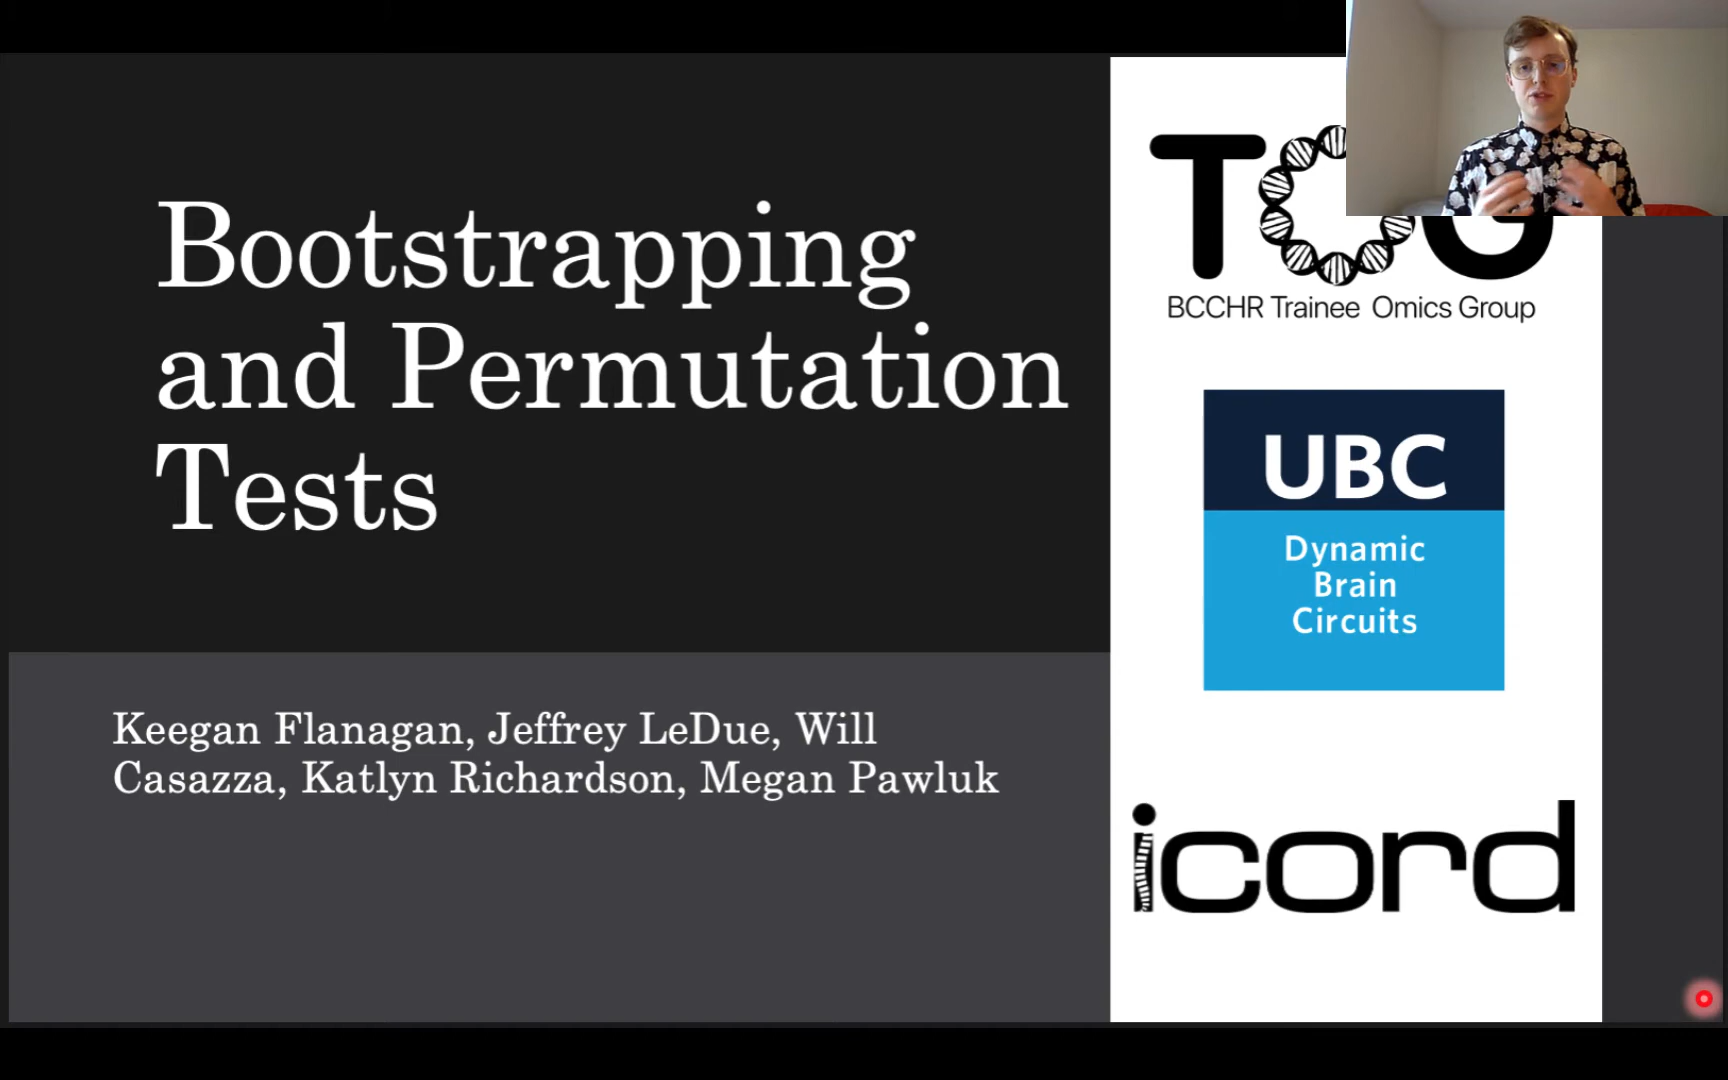 Bootstrapping
and Permutation
Tests
Keegan Flanagan, Jeffrey LeDue, Will
Casazza, Katlyn Richardson, Megan Pawluk
TOG
BCCHR Trainee Omics Group
UBC
Dynamic
Brain
Circuits
icord